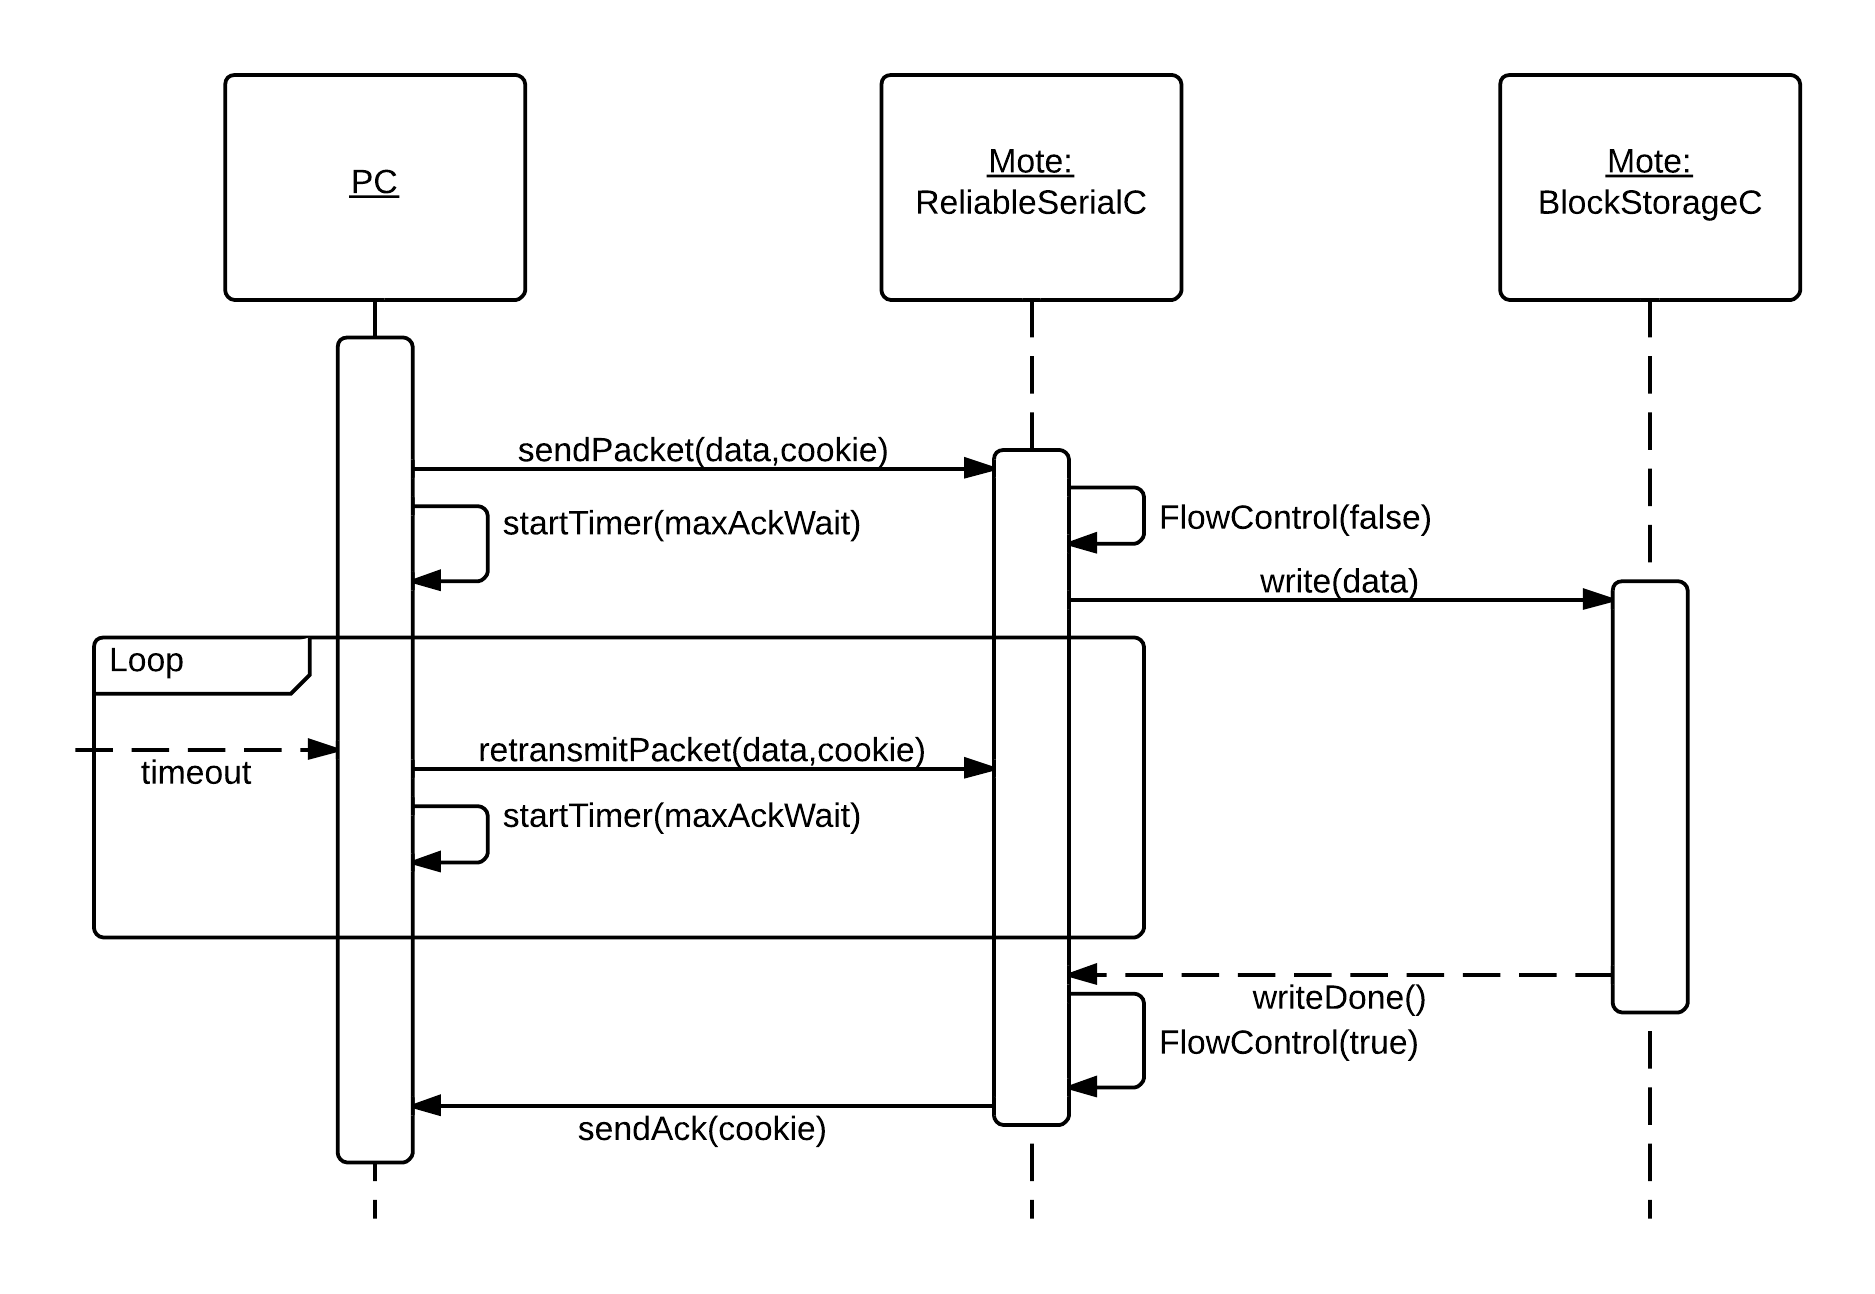 PC
Mote:
ReliableSerialC
Mote:
BlockStorageC
sendPacket(data,cookie)
startTimer(maxAckWait)
FlowControl(false)
write(data)
Loop
timeout
retransmitPacket(data,cookie)
startTimer(maxAckWait)
writeDone()
FlowControl(true)
sendAck(cookie)